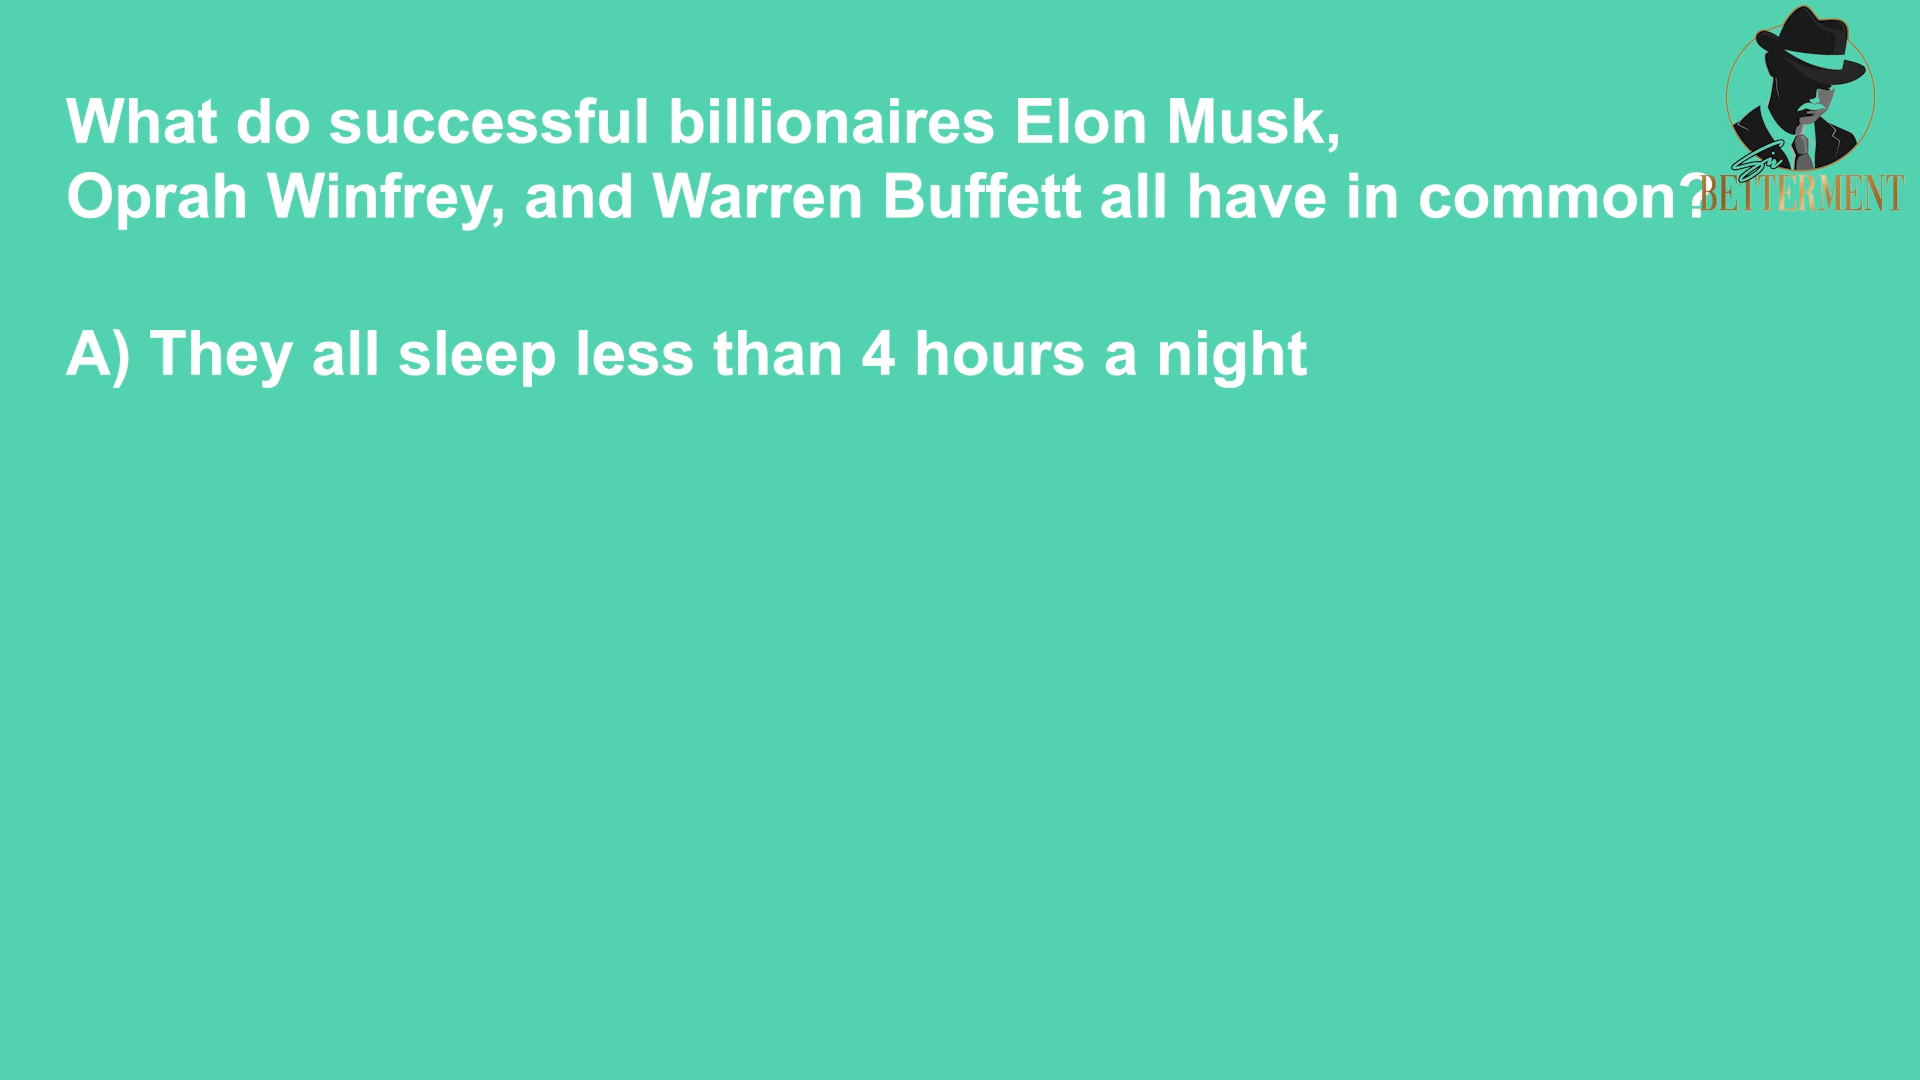 What do successful billionaires Elon Musk,
Oprah Winfrey, and Warren Buffett all have in common?
Sir
BETTERMENT
A) They all sleep less than 4 hours a night